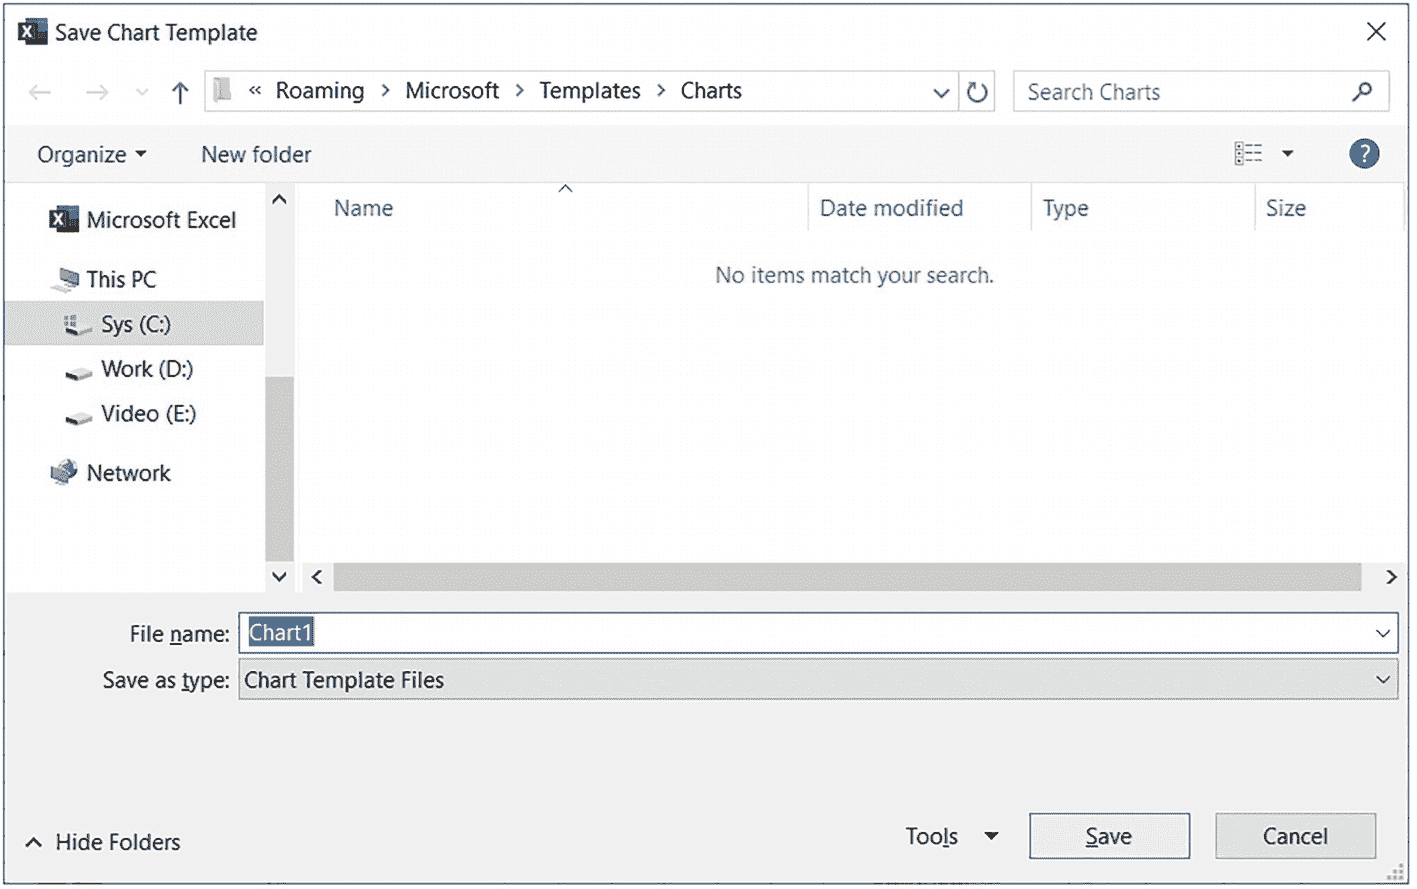 Save Chart Template
« Roaming > Microsoft > Templates > Charts
Search Charts
Organize
New folder
?
Name
Date modified
Type
Size
No items match your search.
Microsoft Excel
This PC
Sys (C:)
Work (D:)
Video (E:)
Network
File name: Chart1
Save as type: Chart Template Files
Hide Folders
Tools
Save
Cancel